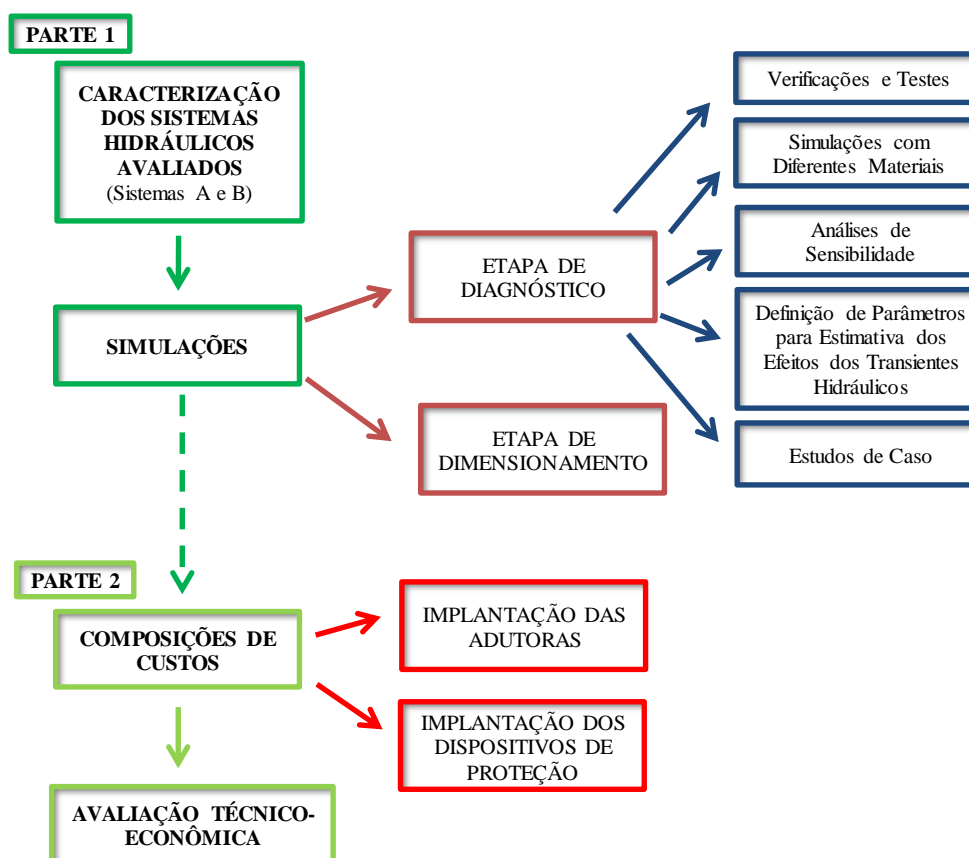 PARTE 1
CARACTERIZAÇÃO
DOS SISTEMAS
HIDRÁULICOS
AVALIADOS
(Sistemas A e B)
SIMULAÇÕES
ETAPA DE
DIAGNÓSTICO
ETAPA DE
DIMENSIONAMENTO
Verificações e Testes
Simulações com
Diferentes Materiais
Análises de
Sensibilidade
Definição de Parâmetros
para Estimativa dos
Efeitos dos Transientes
Hidráulicos
Estudos de Caso
PARTE 2
COMPOSIÇÕES DE
CUSTOS
IMPLANTAÇÃO DAS
ADUTORAS
IMPLANTAÇÃO DOS
DISPOSITIVOS DE
PROTEÇÃO
AVALIAÇÃO TÉCNICO-
ECONÔMICA